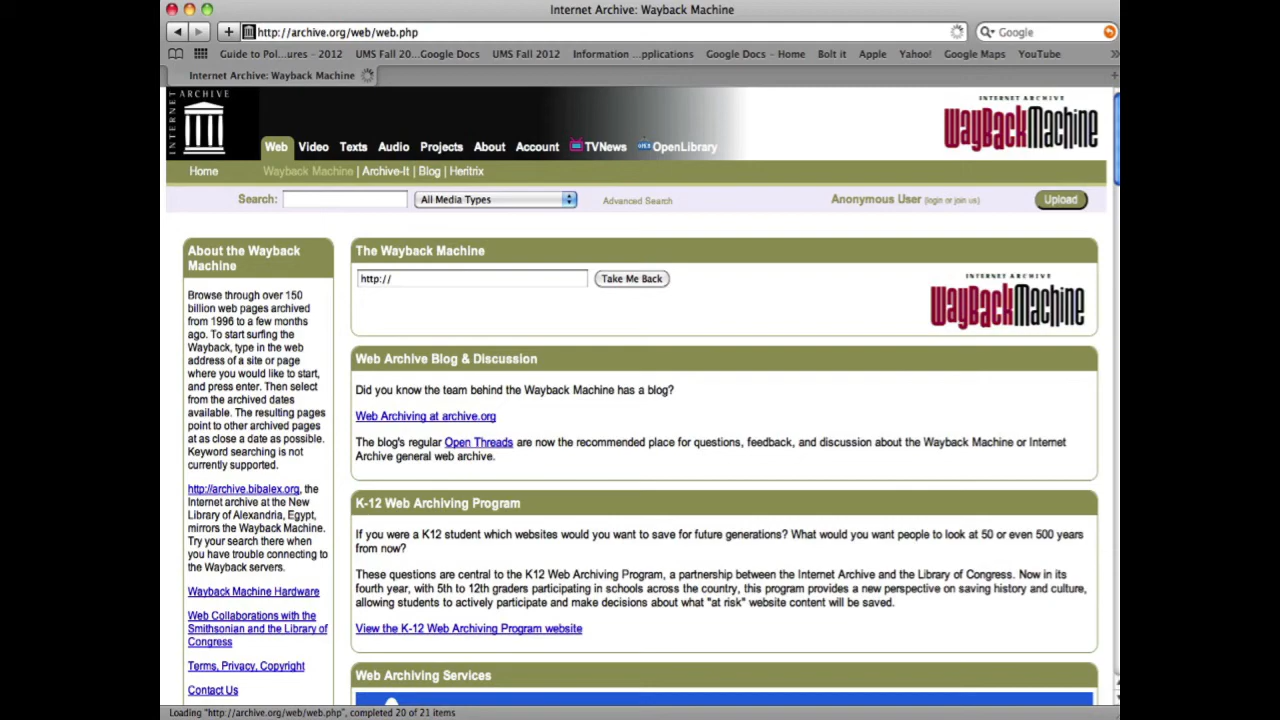 Internet Archive: Wayback Machine
http://archive.org/web/web.php
Google
Guide to Pol...ures - 2012 UMS Fall 20...Google Docs UMS Fall 2012 Information ...pplications Google Docs - Home Bolt it Apple Yahoo! Google Maps YouTube
Internet Archive: Wayback Machine
INTERNET ARCHIVE
INTERNET ARCHIVE
WayBackMachine
Web Video Texts Audio Projects About Account TVNews OpenLibrary
Home Wayback Machine | Archive-It | Blog | Heritrix
Search: All Media Types Advanced Search Anonymous User (login or join us) Upload
About the Wayback
Machine
Browse through over 150
billion web pages archived
from 1996 to a few months
ago. To start surfing the
Wayback, type in the web
address of a site or page
where you would like to start,
and press enter. Then select
from the archived dates
available. The resulting pages
point to other archived pages
at as close a date as possible.
Keyword searching is not
currently supported.
http://archive.bibalex.org, the
Internet archive at the New
Library of Alexandria, Egypt,
mirrors the Wayback Machine.
Try your search there when
you have trouble connecting to
the Wayback servers.
Wayback Machine Hardware
Web Collaborations with the
Smithsonian and the Library of
Congress
Terms, Privacy, Copyright
Contact Us
The Wayback Machine
http:// Take Me Back
INTERNET ARCHIVE
WayBackMachine
Web Archive Blog & Discussion
Did you know the team behind the Wayback Machine has a blog?
Web Archiving at archive.org
The blog's regular Open Threads are now the recommended place for questions, feedback, and discussion about the Wayback Machine or Internet
Archive general web archive.
K-12 Web Archiving Program
If you were a K12 student which websites would you want to save for future generations? What would you want people to look at 50 or even 500 years
from now?
These questions are central to the K12 Web Archiving Program, a partnership between the Internet Archive and the Library of Congress. Now in its
fourth year, with 5th to 12th graders participating in schools across the country, this program provides a new perspective on saving history and culture,
allowing students to actively participate and make decisions about what "at risk" website content will be saved.
View the K-12 Web Archiving Program website
Web Archiving Services
Loading "http://archive.org/web/web.php", completed 20 of 21 items